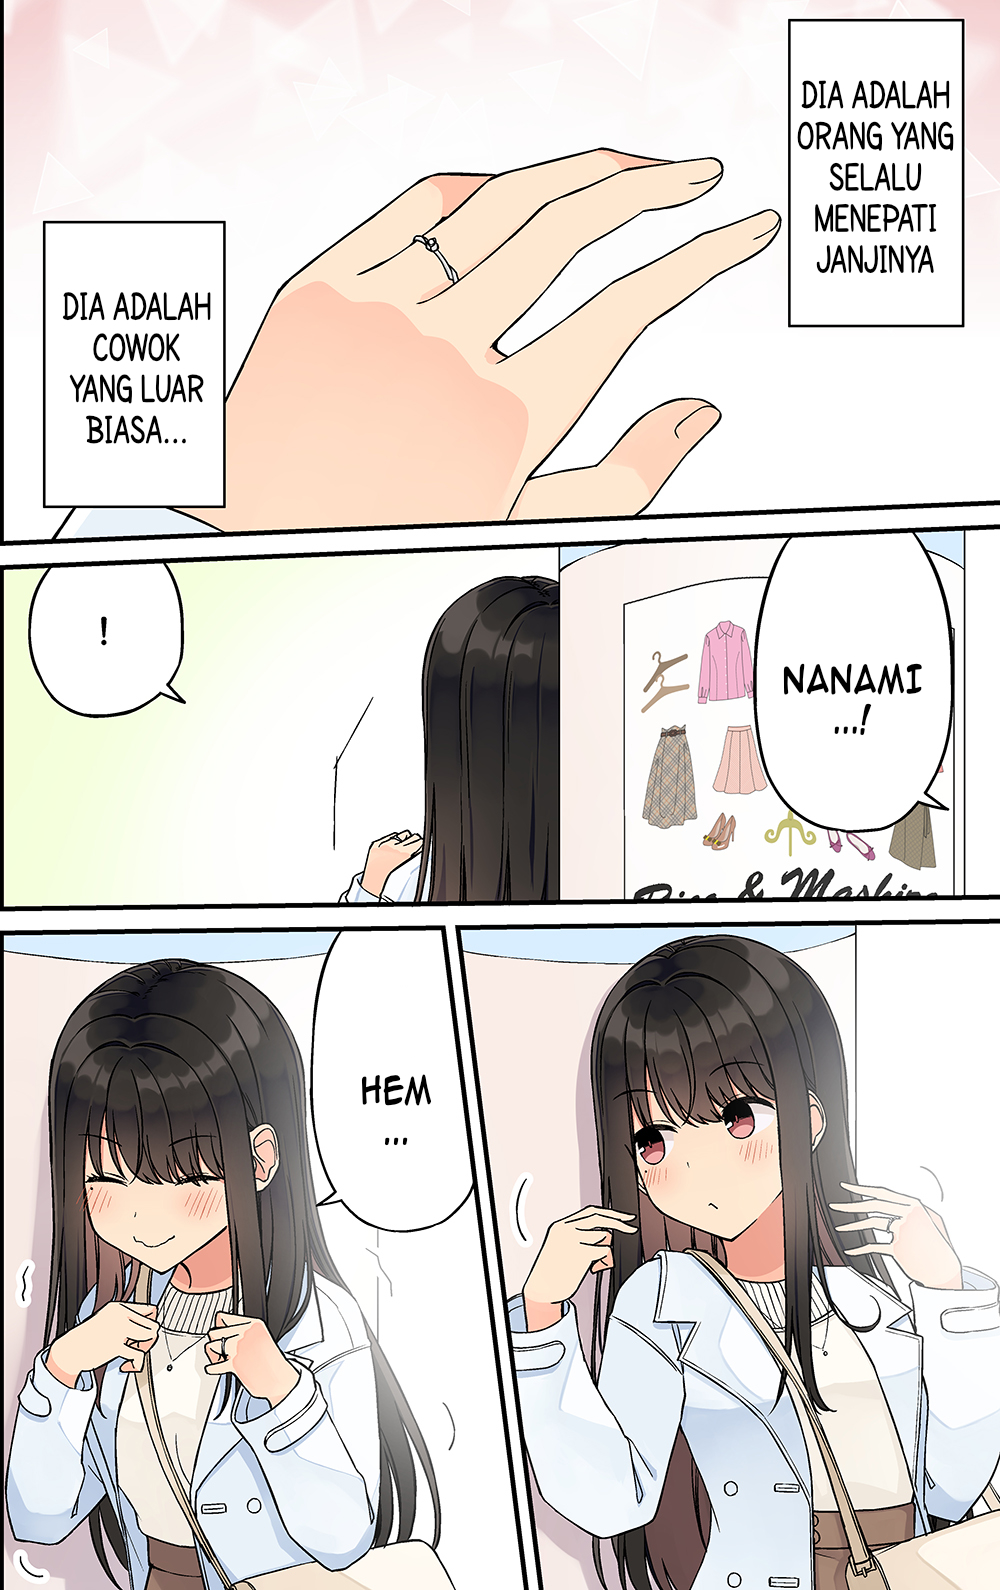 DIA ADALAH
ORANG YANG
SELALU
MENEPATI
JANJINYA
DIA ADALAH
COWOK
YANG LUAR
BIASA...
NANAMI
...!
!
HEM
...